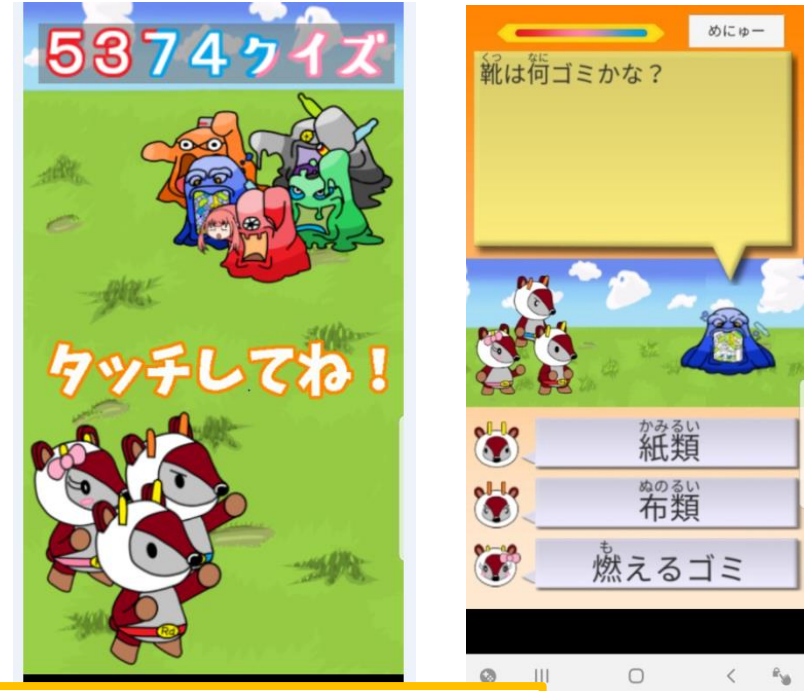 5374クイズ
タッチしてね！
めにゅー
靴は何ゴミかな？
くつ なに
紙類
かみるい
布類
ぬのるい
燃えるゴミ
も